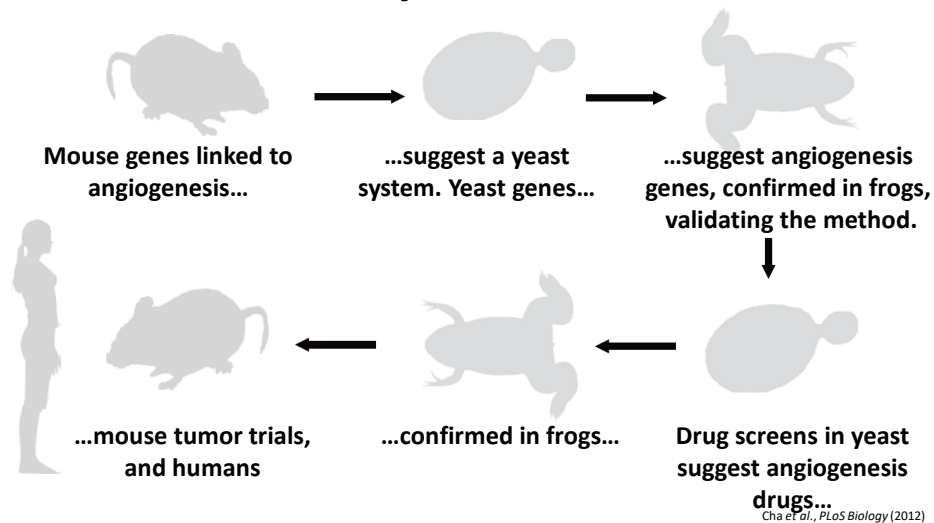 Mouse genes linked to
angiogenesis…
…suggest a yeast
system. Yeast genes…
…suggest angiogenesis
genes, confirmed in frogs,
validating the method.
…mouse tumor trials,
and humans
…confirmed in frogs…
Drug screens in yeast
suggest angiogenesis
drugs…
Cha et al., PLoS Biology (2012)